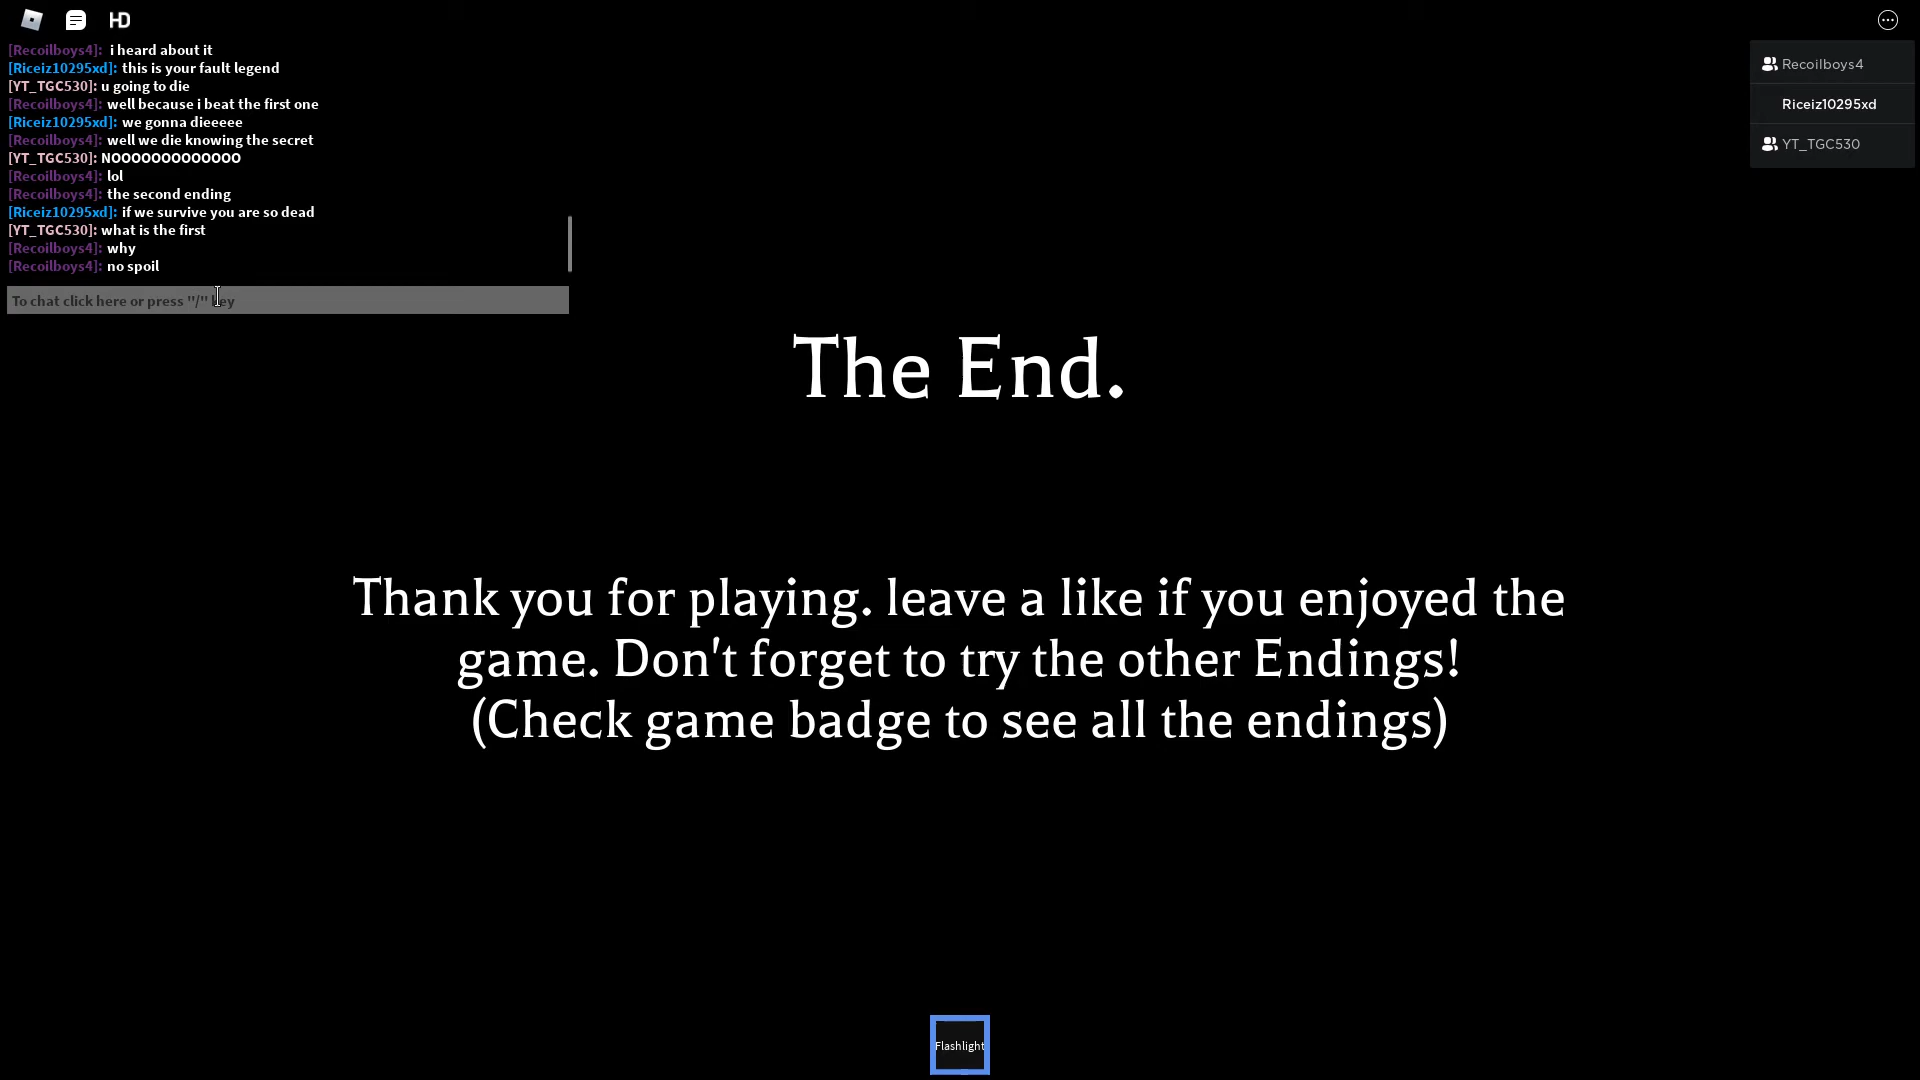 HD
[Recoilboys4]: i heard about it
[Riceiz10295xd]: this is your fault legend
[YT_TGC530]: u going to die
[Recoilboys4]: well because i beat the first one
[Riceiz10295xd]: we gonna dieeeee
[Recoilboys4]: well we die knowing the secret
[YT_TGC530]: NOOOOOOOOOOOOO
[Recoilboys4]: lol
[Recoilboys4]: the second ending
[Riceiz10295xd]: if we survive you are so dead
[YT_TGC530]: what is the first
[Recoilboys4]: why
[Recoilboys4]: no spoil
To chat click here or press "/" key
Recoilboys4
Riceiz10295xd
YT_TGC530
The End.
Thank you for playing. leave a like if you enjoyed the
game. Don't forget to try the other Endings!
(Check game badge to see all the endings)
Flashlight